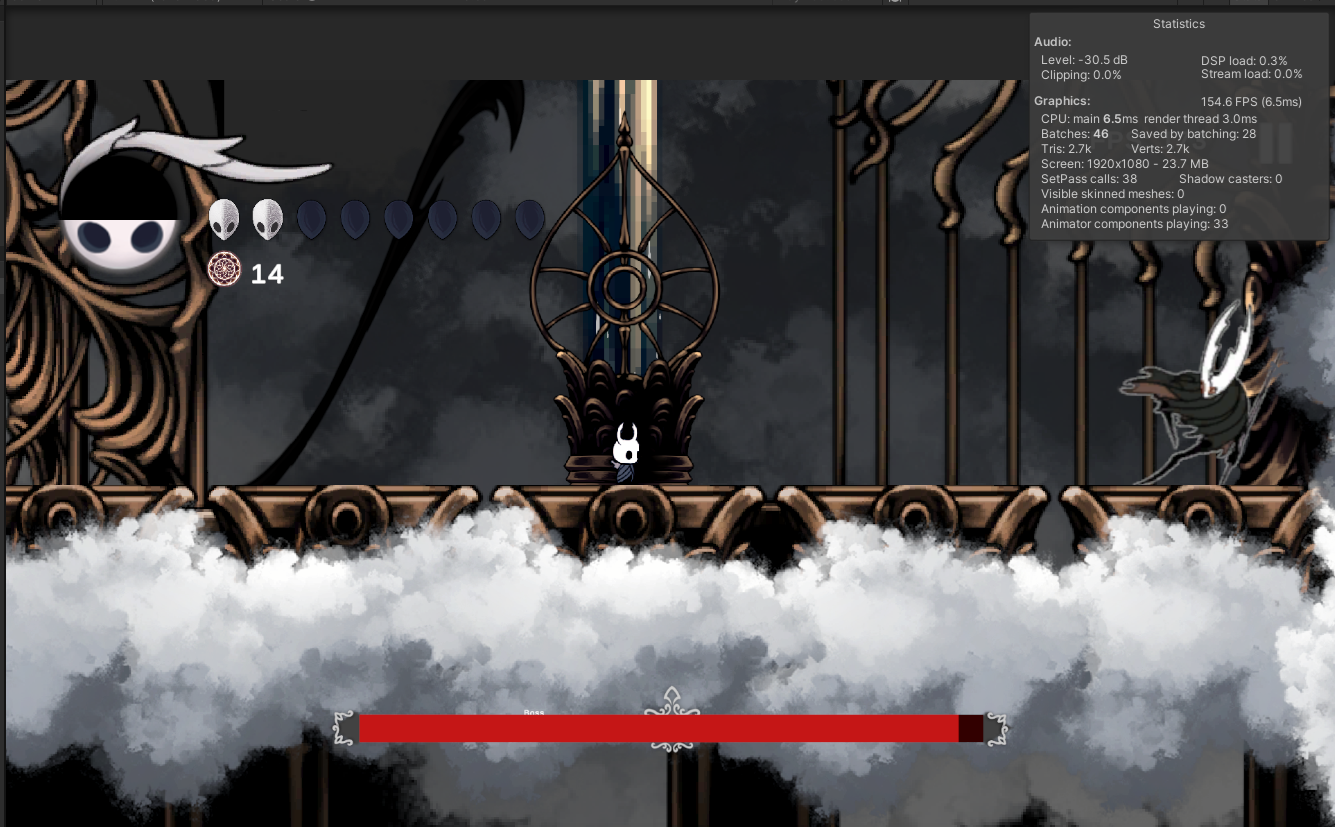 Statistics
Audio:
Level: -30.5 dB DSP load: 0.3%
Clipping: 0.0% Stream load: 0.0%
Graphics: 154.6 FPS (6.5ms)
CPU: main 6.5ms render thread 3.0ms
Batches: 46 Saved by batching: 28
Tris: 2.7k Verts: 2.7k
Screen: 1920x1080 - 23.7 MB
SetPass calls: 38 Shadow casters: 0
Visible skinned meshes: 0
Animation components playing: 0
Animator components playing: 33
14
Boss